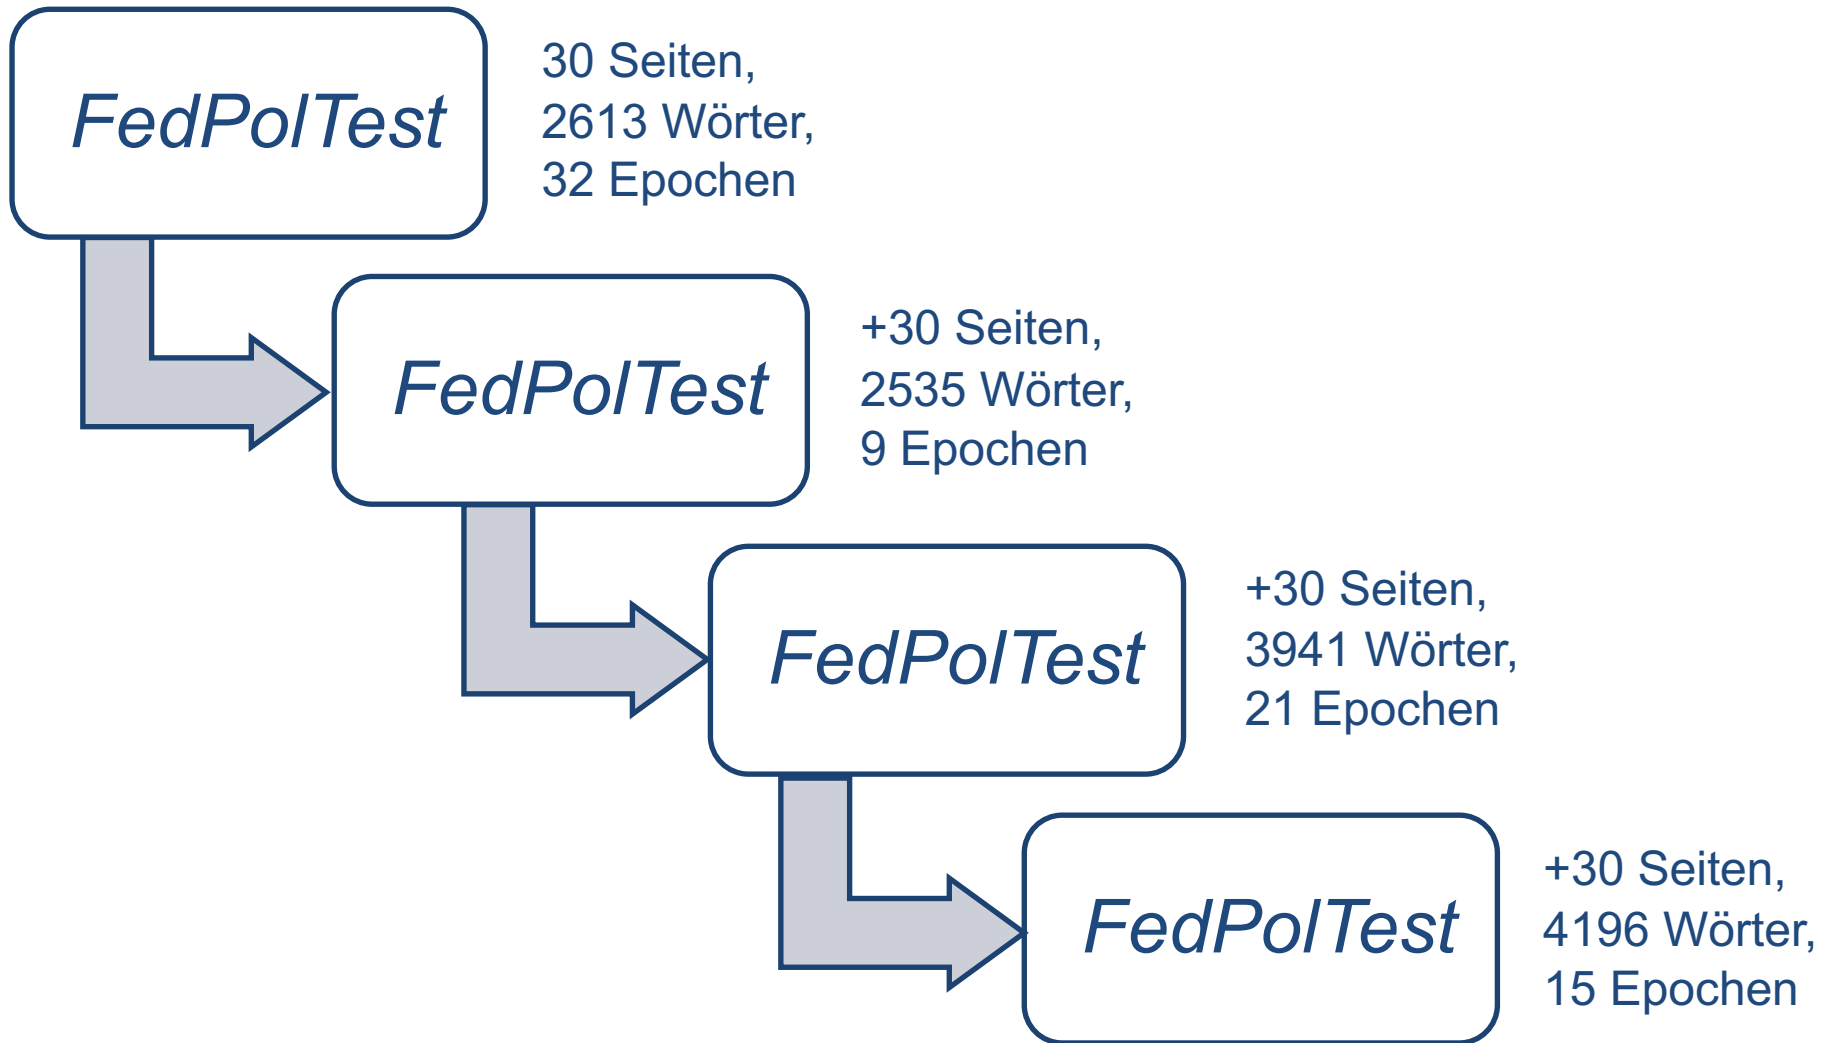 FedPolTest
30 Seiten,
2613 Wörter,
32 Epochen
FedPolTest
+30 Seiten,
2535 Wörter,
9 Epochen
FedPolTest
+30 Seiten,
3941 Wörter,
21 Epochen
FedPolTest
+30 Seiten,
4196 Wörter,
15 Epochen